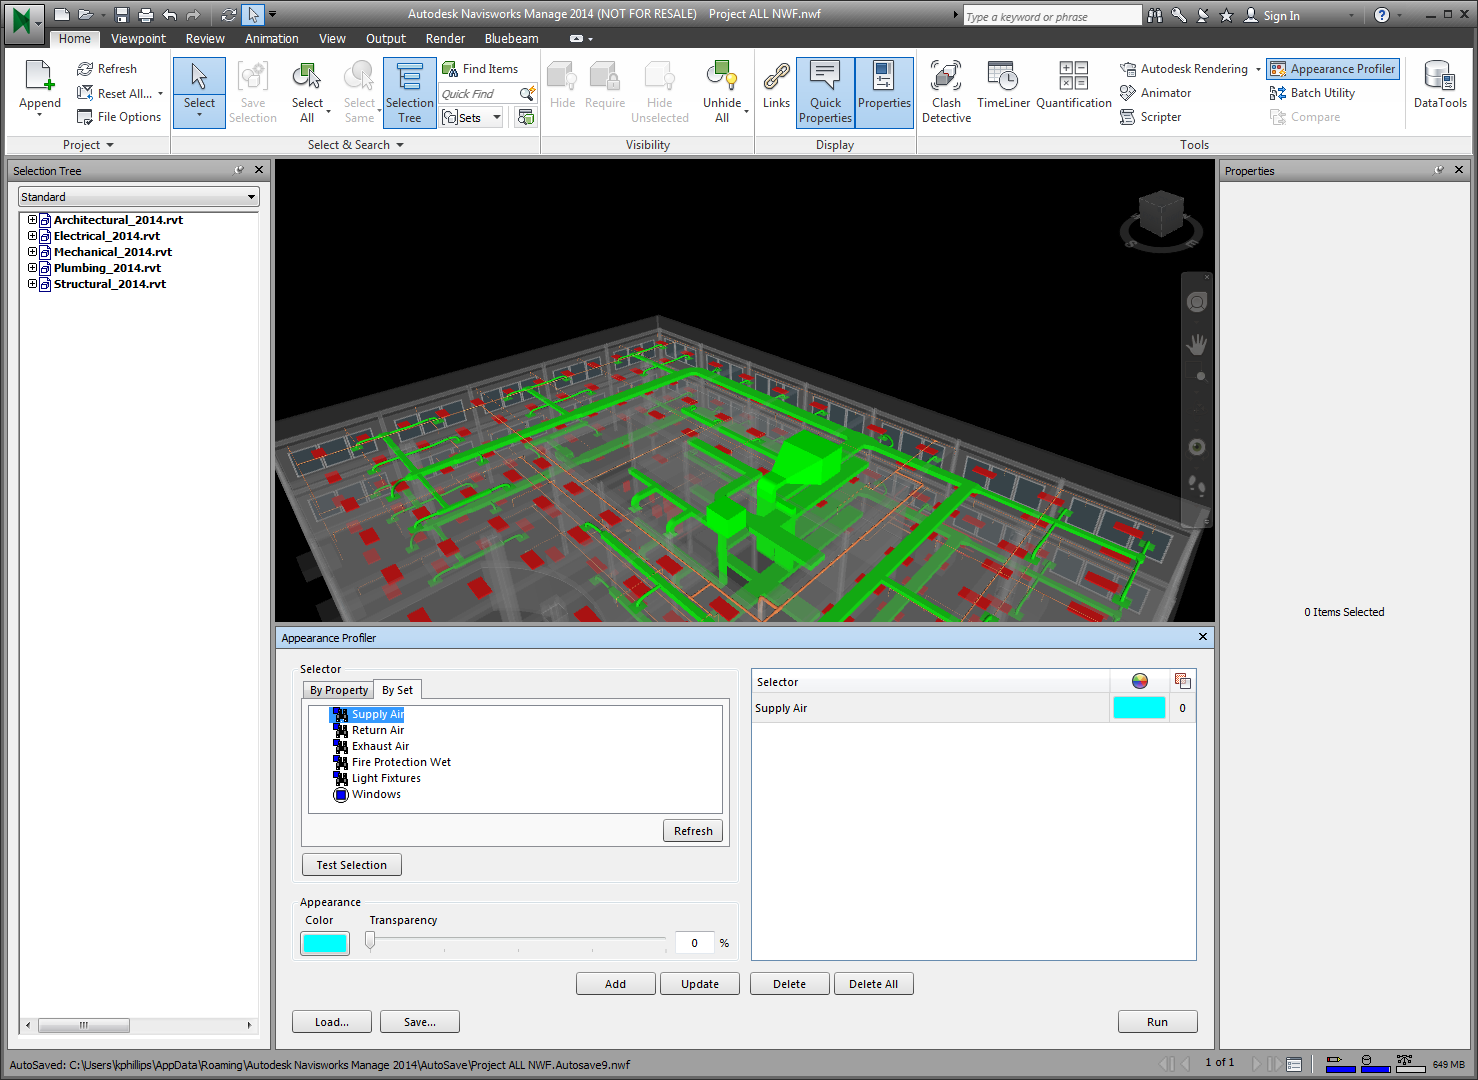 Autodesk Navisworks Manage 2014 (NOT FOR RESALE) Project ALL NWF.nwf
Type a keyword or phrase
Sign In
Home Viewpoint Review Animation View Output Render Bluebeam
Append
Refresh
Reset All...
File Options
Project
Select
Save Selection
Select All
Select Same
Selection Tree
Find Items
Quick Find
Sets
Select & Search
Hide
Require
Hide Unselected
Unhide All
Visibility
Links
Quick Properties
Properties
Display
Clash Detective
TimeLiner
Quantification
Autodesk Rendering
Animator
Scripter
Appearance Profiler
Batch Utility
Compare
DataTools
Tools
Selection Tree
Standard
Architectural_2014.rvt
Electrical_2014.rvt
Mechanical_2014.rvt
Plumbing_2014.rvt
Structural_2014.rvt
S
E
Properties
0 Items Selected
Appearance Profiler
Selector
By Property By Set
Supply Air
Return Air
Exhaust Air
Fire Protection Wet
Light Fixtures
Windows
Refresh
Test Selection
Appearance
Color Transparency
0 %
Selector
Supply Air 0
Add Update Delete Delete All
Load... Save... Run
AutoSaved: C:\Users\kphillips\AppData\Roaming\Autodesk Navisworks Manage 2014\AutoSave\Project ALL NWF.Autosave9.nwf
1 of 1
649 MB